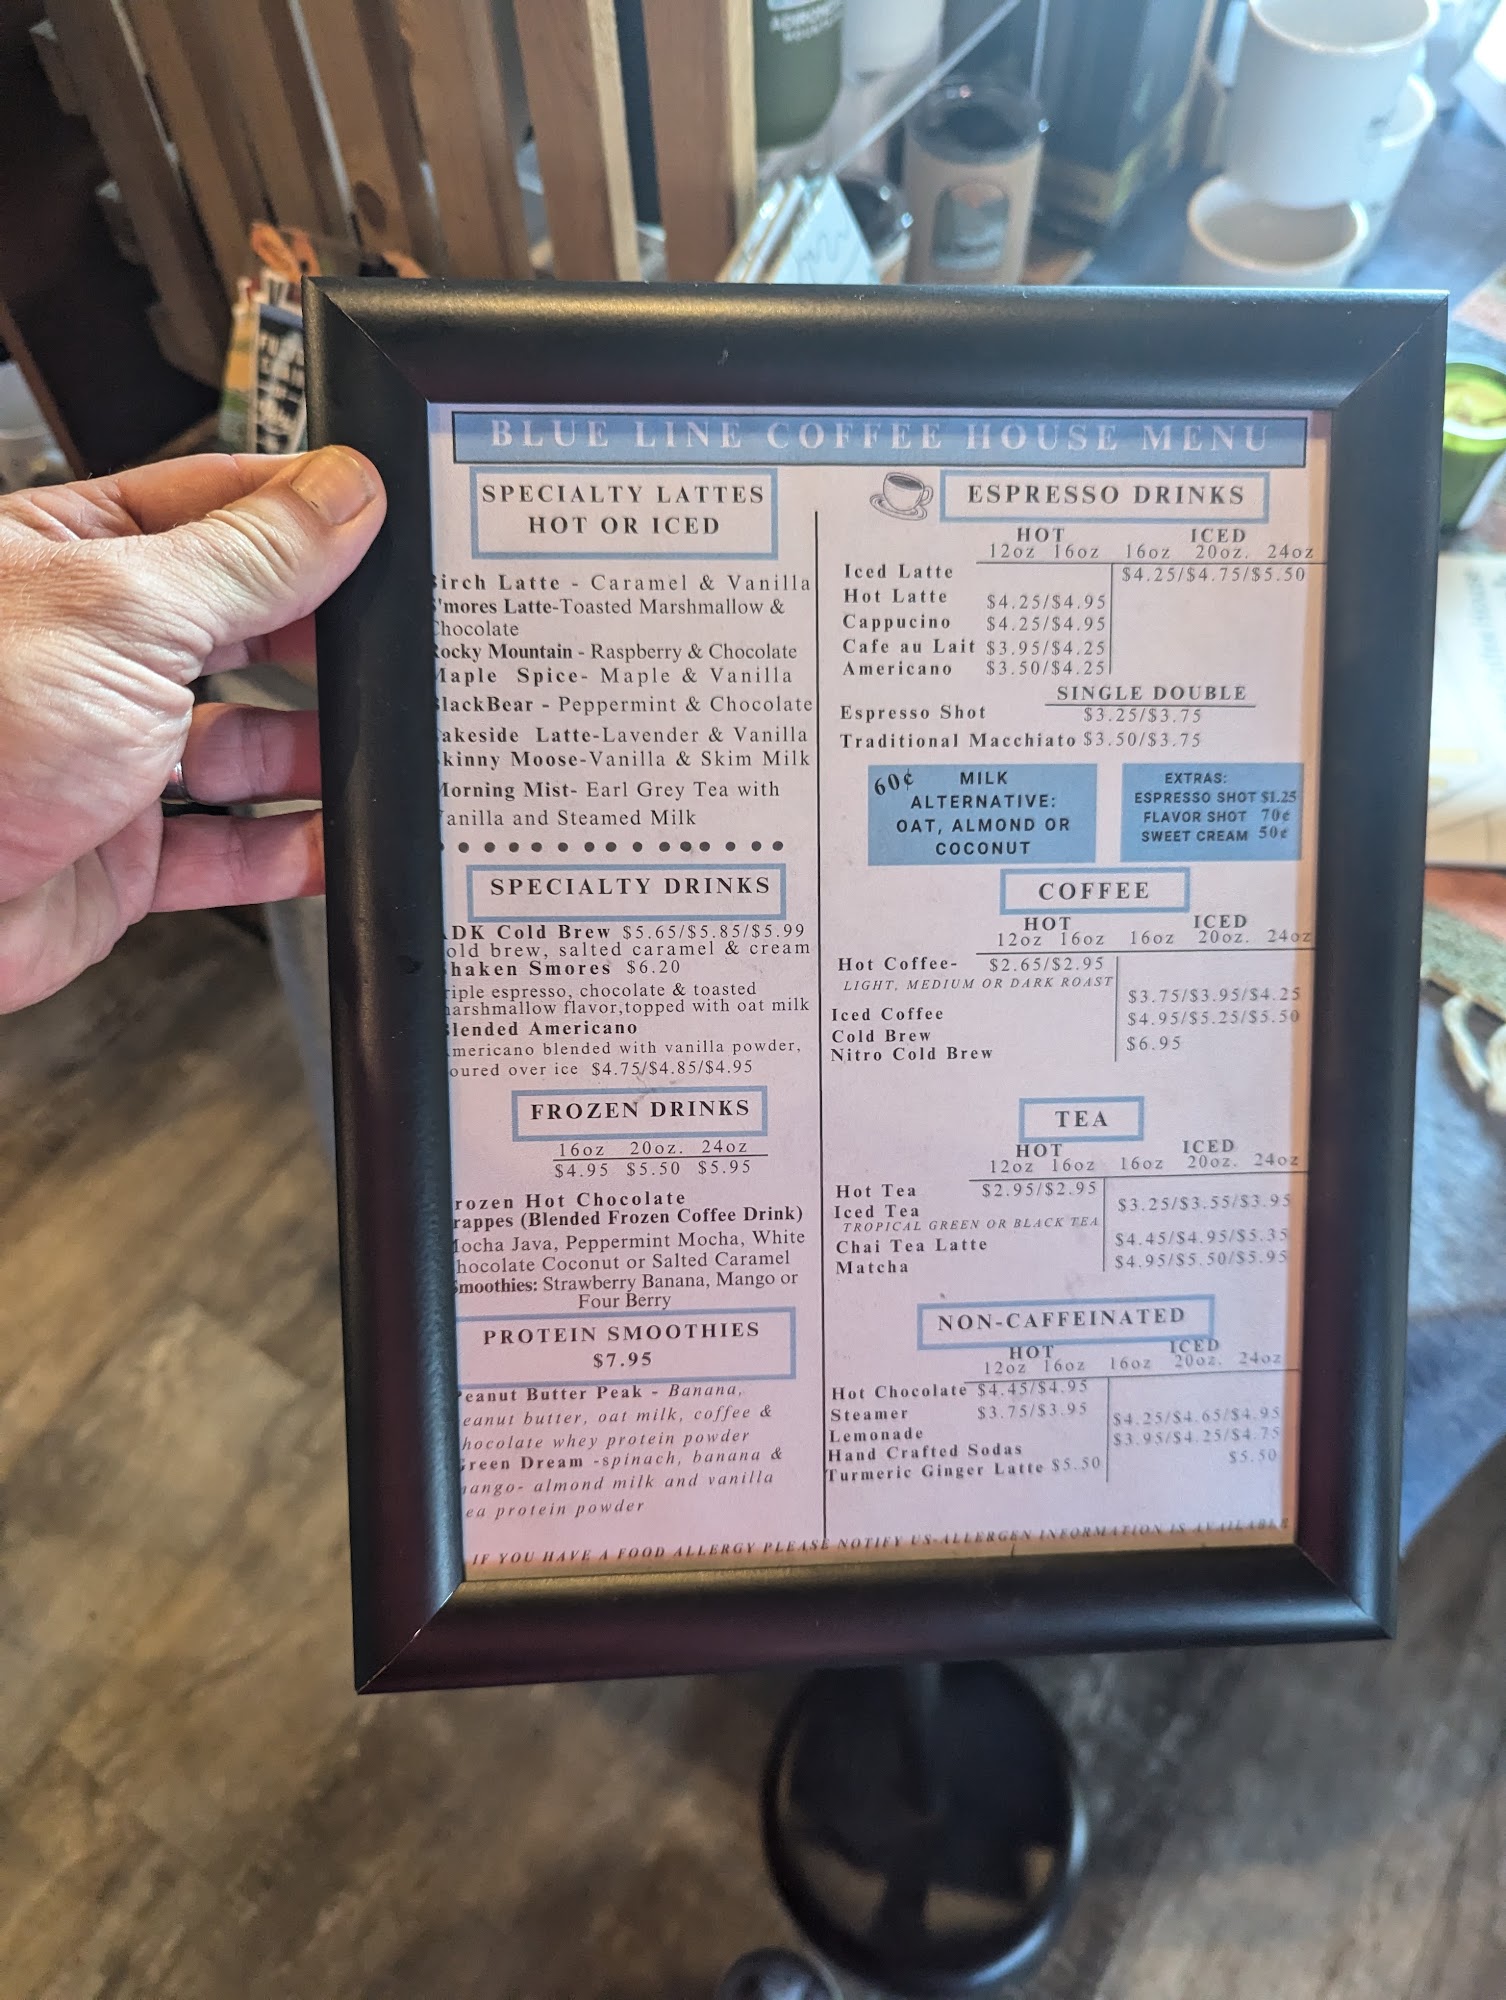 BLUE LINE COFFEE HOUSE MENU
SPECIALTY LATTES
HOT OR ICED
irch Latte - Caramel & Vanilla
'mores Latte-Toasted Marshmallow &
hocolate
ocky Mountain - Raspberry & Chocolate
aple Spice- Maple & Vanilla
lackBear - Peppermint & Chocolate
akeside Latte-Lavender & Vanilla
kinny Moose-Vanilla & Skim Milk
orning Mist- Earl Grey Tea with
anilla and Steamed Milk
SPECIALTY DRINKS
DK Cold Brew $5.65/$5.85/$5.99
old brew, salted caramel & cream
haken Smores $6.20
riple espresso, chocolate & toasted
arshmallow flavor,topped with oat milk
lended Americano
mericano blended with vanilla powder,
oured over ice $4.75/$4.85/$4.95
FROZEN DRINKS
16oz 20oz. 24oz
$4.95 $5.50 $5.95
rozen Hot Chocolate
rappes (Blended Frozen Coffee Drink)
ocha Java, Peppermint Mocha, White
hocolate Coconut or Salted Caramel
moothies: Strawberry Banana, Mango or
Four Berry
PROTEIN SMOOTHIES
$7.95
eanut Butter Peak - Banana,
eanut butter, oat milk, coffee &
hocolate whey protein powder
reen Dream -spinach, banana &
ango- almond milk and vanilla
ea protein powder
ESPRESSO DRINKS
HOT ICED
12oz 16oz 16oz 20oz. 24oz
Iced Latte $4.25/$4.75/$5.50
Hot Latte $4.25/$4.95
Cappucino $4.25/$4.95
Cafe au Lait $3.95/$4.25
Americano $3.50/$4.25
SINGLE DOUBLE
Espresso Shot $3.25/$3.75
Traditional Macchiato $3.50/$3.75
60¢ MILK
ALTERNATIVE:
OAT, ALMOND OR
COCONUT
EXTRAS:
ESPRESSO SHOT $1.25
FLAVOR SHOT 70¢
SWEET CREAM 50¢
COFFEE
HOT ICED
12oz 16oz 16oz 20oz. 24oz
Hot Coffee- $2.65/$2.95
LIGHT, MEDIUM OR DARK ROAST
$3.75/$3.95/$4.25
Iced Coffee $4.95/$5.25/$5.50
Cold Brew $6.95
Nitro Cold Brew
TEA
HOT ICED
12oz 16oz 16oz 20oz. 24oz
Hot Tea $2.95/$2.95
Iced Tea $3.25/$3.55/$3.95
TROPICAL GREEN OR BLACK TEA
Chai Tea Latte $4.45/$4.95/$5.35
Matcha $4.95/$5.50/$5.95
NON-CAFFEINATED
HOT ICED
12oz 16oz 16oz 20oz. 24oz
Hot Chocolate $4.45/$4.95
Steamer $3.75/$3.95 $4.25/$4.65/$4.95
Lemonade $3.95/$4.25/$4.75
Hand Crafted Sodas $5.50
Turmeric Ginger Latte $5.50
IF YOU HAVE A FOOD ALLERGY PLEASE NOTIFY US-ALLERGEN INFORMATION IS AVAILABLE